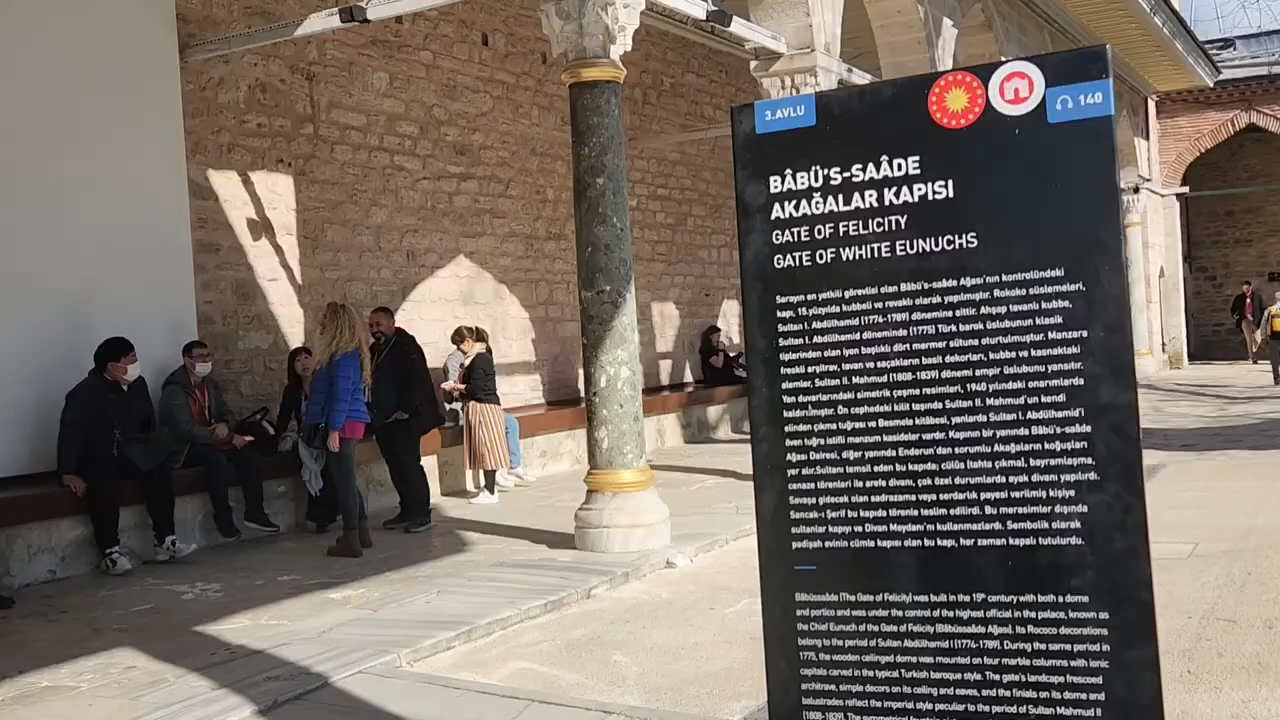 3.AVLU
140
BÂBÜ'S-SAÂDE
AKAĞALAR KAPISI
GATE OF FELICITY
GATE OF WHITE EUNUCHS
Sarayın en yetkili görevlisi olan Bâbü's-saâde Ağası'nın kontrolündeki
kapı, 15.yüzyılda kubbeli ve revaklı olarak yapılmıştır. Rokoko süslemeleri,
Sultan I. Abdülhamid (1774-1789) dönemine aittir. Ahşap tavanlı kubbe,
Sultan I. Abdülhamid döneminde (1775) Türk barok üslubunun klasik
tiplerinden olan iyon başlıklı dört mermer sütuna oturtulmuştur. Manzara
freskli arşitrav, tavan ve saçakların basit dekorları, kubbe ve kasnaktaki
alemler, Sultan II. Mahmud (1808-1839) dönemi ampir üslubunu yansıtır.
Yan duvarlarındaki simetrik çeşme resimleri, 1940 yılındaki onarımlarda
kaldırılmıştır. Ön cephedeki kilit taşında Sultan II. Mahmud'un kendi
elinden çıkma tuğrası ve Besmele kitâbesi, yanlarda Sultan I. Abdülhamid'i
öven tuğra istifli manzum kasideler vardır. Kapının bir yanında Bâbü's-saâde
Ağası Dairesi, diğer yanında Enderun'dan sorumlu Akağaların koğuşları
yer alır.Sultanı temsil eden bu kapıda; cülûs (tahta çıkma), bayramlaşma,
cenaze törenleri ile arefe divanı, çok özel durumlarda ayak divanı yapılırdı.
Savaşa gidecek olan sadrazama veya serdarlık payesi verilmiş kişiye
Sancak-ı Şerif bu kapıda törenle teslim edilirdi. Bu merasimler dışında
sultanlar kapıyı ve Divan Meydanı'nı kullanmazlardı. Sembolik olarak
padişah evinin cümle kapısı olan bu kapı, her zaman kapalı tutulurdu.
Bâbüssaâde (The Gate of Felicity) was built in the 15th century with both a dome
and portico and was under the control of the highest official in the palace, known as
the Chief Eunuch of the Gate of Felicity (Bâbüssaâde Ağası). Its Rococo decorations
belong to the period of Sultan Abdülhamid I (1774-1789). During the same period in
1775, the wooden ceilinged dome was mounted on four marble columns with ionic
capitals carved in the typical Turkish baroque style. The gate's landscape frescoed
architrave, simple decors on its ceiling and eaves, and the finials on its dome and
balustrades reflect the imperial style peculiar to the period of Sultan Mahmud II
(1808-1839). The symmetrical